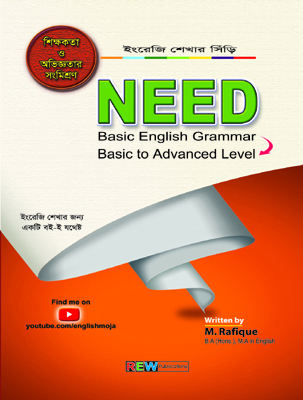 শিক্ষকতা
ও
অভিজ্ঞতার
সংমিশ্রণ
ইংরেজি শেখার সিঁড়ি
NEED
Basic English Grammar
Basic to Advanced Level
ইংরেজি শেখার জন্য
একটি বই-ই যথেষ্ট
Find me on
youtube.com/englishmoja
Written by
M. Rafique
B.A (Hons.), M.A in English
REW Publications